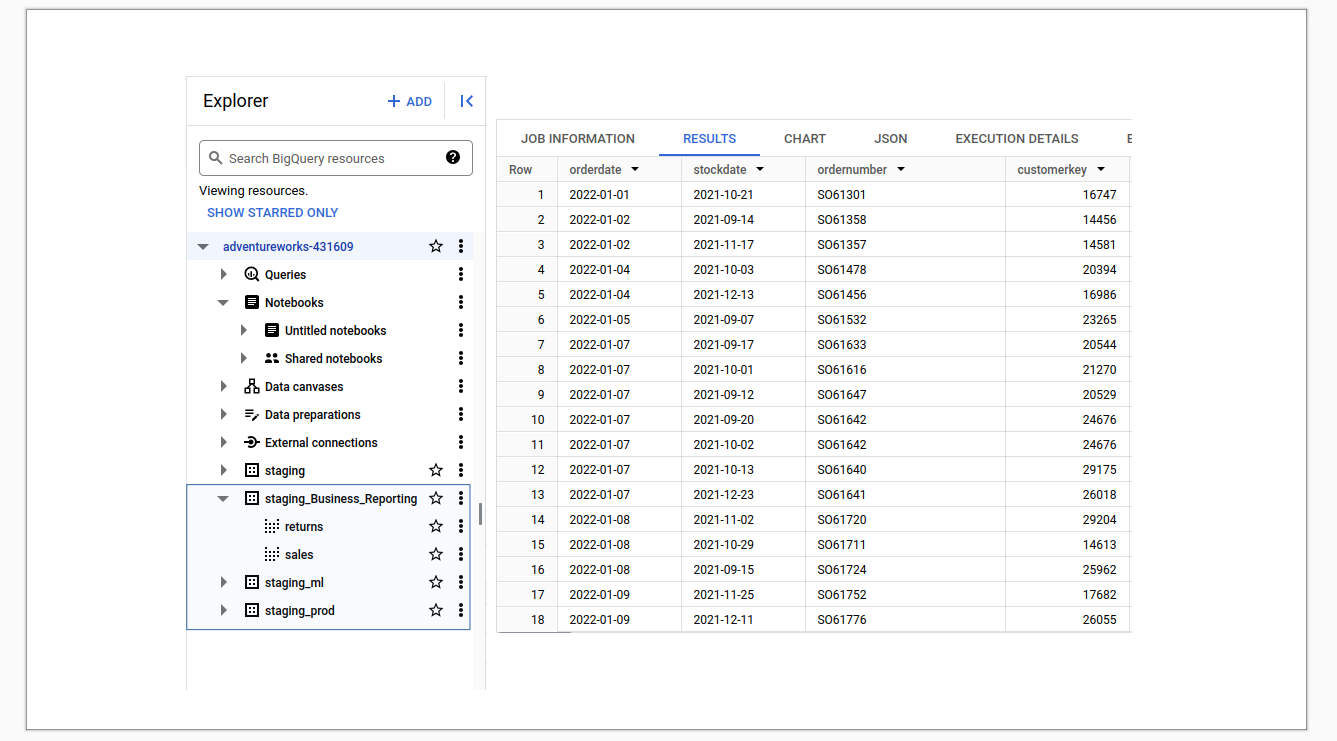 Explorer
ADD
Search BigQuery resources
?
Viewing resources.
SHOW STARRED ONLY
adventureworks-431609
Queries
Notebooks
Untitled notebooks
Shared notebooks
Data canvases
Data preparations
External connections
staging
staging_Business_Reporting
returns
sales
staging_ml
staging_prod
JOB INFORMATION RESULTS CHART JSON EXECUTION DETAILS E
Row orderdate stockdate ordernumber customerkey
1 2022-01-01 2021-10-21 SO61301 16747
2 2022-01-02 2021-09-14 SO61358 14456
3 2022-01-02 2021-11-17 SO61357 14581
4 2022-01-04 2021-10-03 SO61478 20394
5 2022-01-04 2021-12-13 SO61456 16986
6 2022-01-05 2021-09-07 SO61532 23265
7 2022-01-07 2021-09-17 SO61633 20544
8 2022-01-07 2021-10-01 SO61616 21270
9 2022-01-07 2021-09-12 SO61647 20529
10 2022-01-07 2021-09-20 SO61642 24676
11 2022-01-07 2021-10-02 SO61642 24676
12 2022-01-07 2021-10-13 SO61640 29175
13 2022-01-07 2021-12-23 SO61641 26018
14 2022-01-08 2021-11-02 SO61720 29204
15 2022-01-08 2021-10-29 SO61711 14613
16 2022-01-08 2021-09-15 SO61724 25962
17 2022-01-09 2021-11-25 SO61752 17682
18 2022-01-09 2021-12-11 SO61776 26055